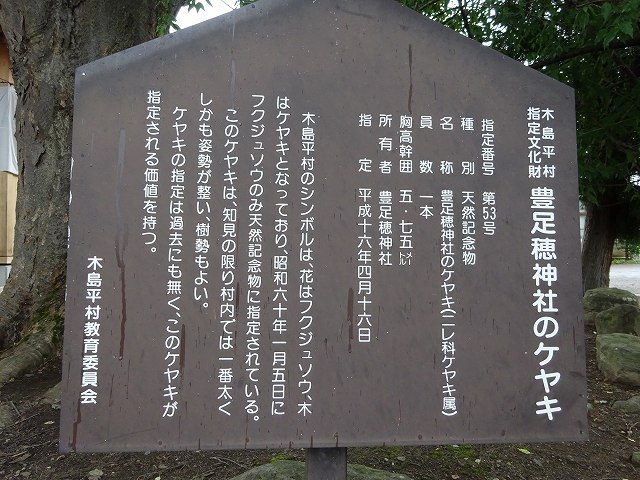 木島平村
指定文化財
豊足穂神社のケヤキ
指定番号 第53号
種別 天然記念物
名称 豊足穂神社のケヤキ(ニレ科ケヤキ属)
員数 一本
胸高幹囲 五・七五㍍
所有者 豊足穂神社
指定 平成十六年四月十六日
木島平村のシンボルは、花はフクジュソウ、木
はケヤキとなっており、昭和六十年一月五日に
フクジュソウのみ天然記念物に指定されている。
このケヤキは、知見の限り村内では一番太く
しかも姿勢が整い、樹勢もよい。
ケヤキの指定は過去にも無く、このケヤキが
指定される価値を持つ。
木島平村教育委員会